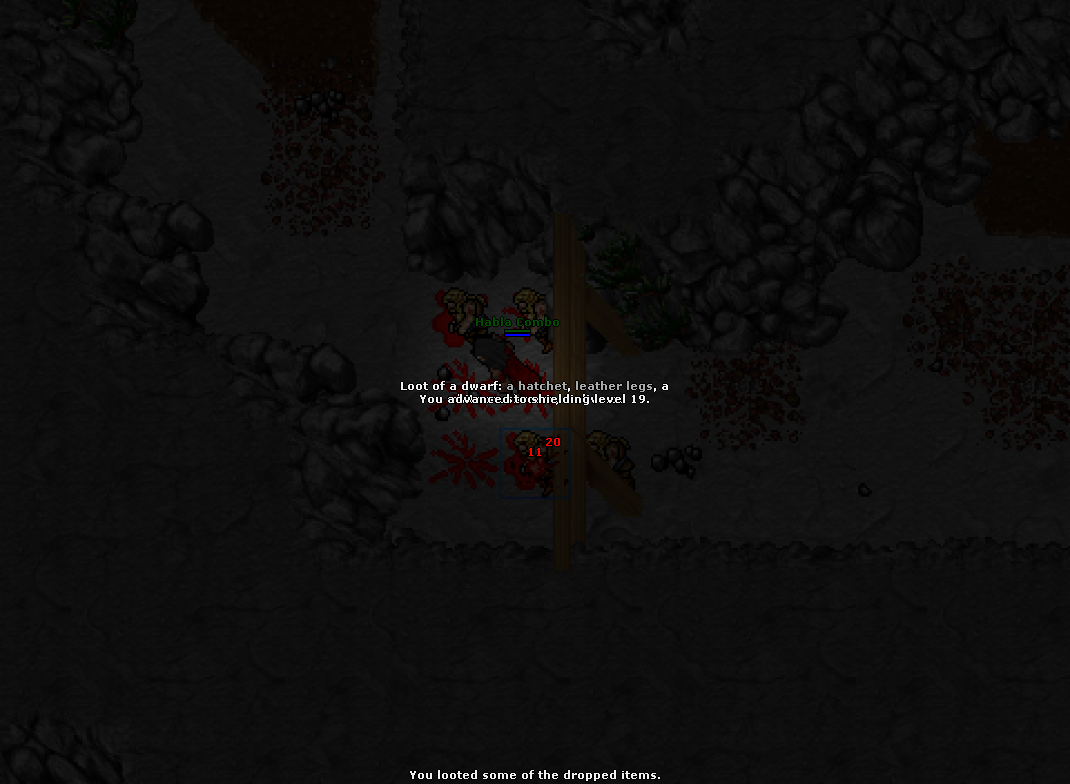 Habla Combo
Loot of a dwarf: a hatchet, leather legs, a
You advanced to shielding level 19.
20
11
You looted some of the dropped items.